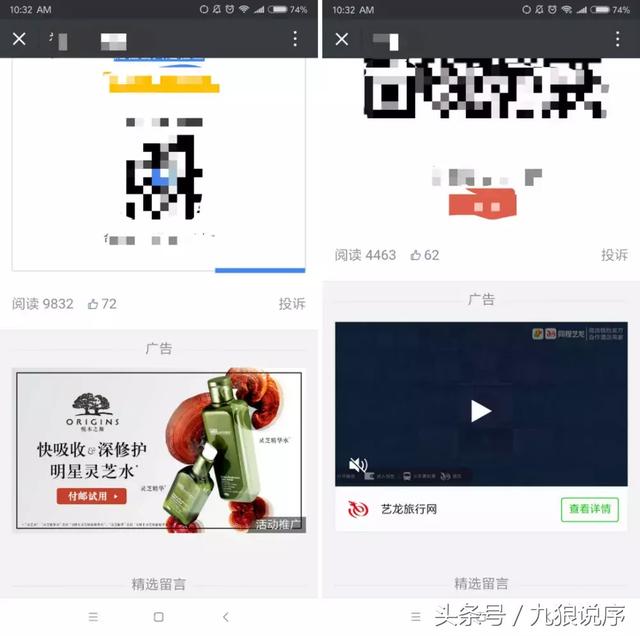 10:32 AM
74%
阅读 9832
72
投诉
广告
ORIGINS
悦木之源
快吸收&深修护
明星灵芝水*
付邮试用
灵芝精华*
灵芝精华水*
活动推广
精选留言
10:32 AM
74%
阅读 4463
62
投诉
广告
同程艺龙
艺龙旅行网
查看详情
精选留言
头条号 / 九狼说序